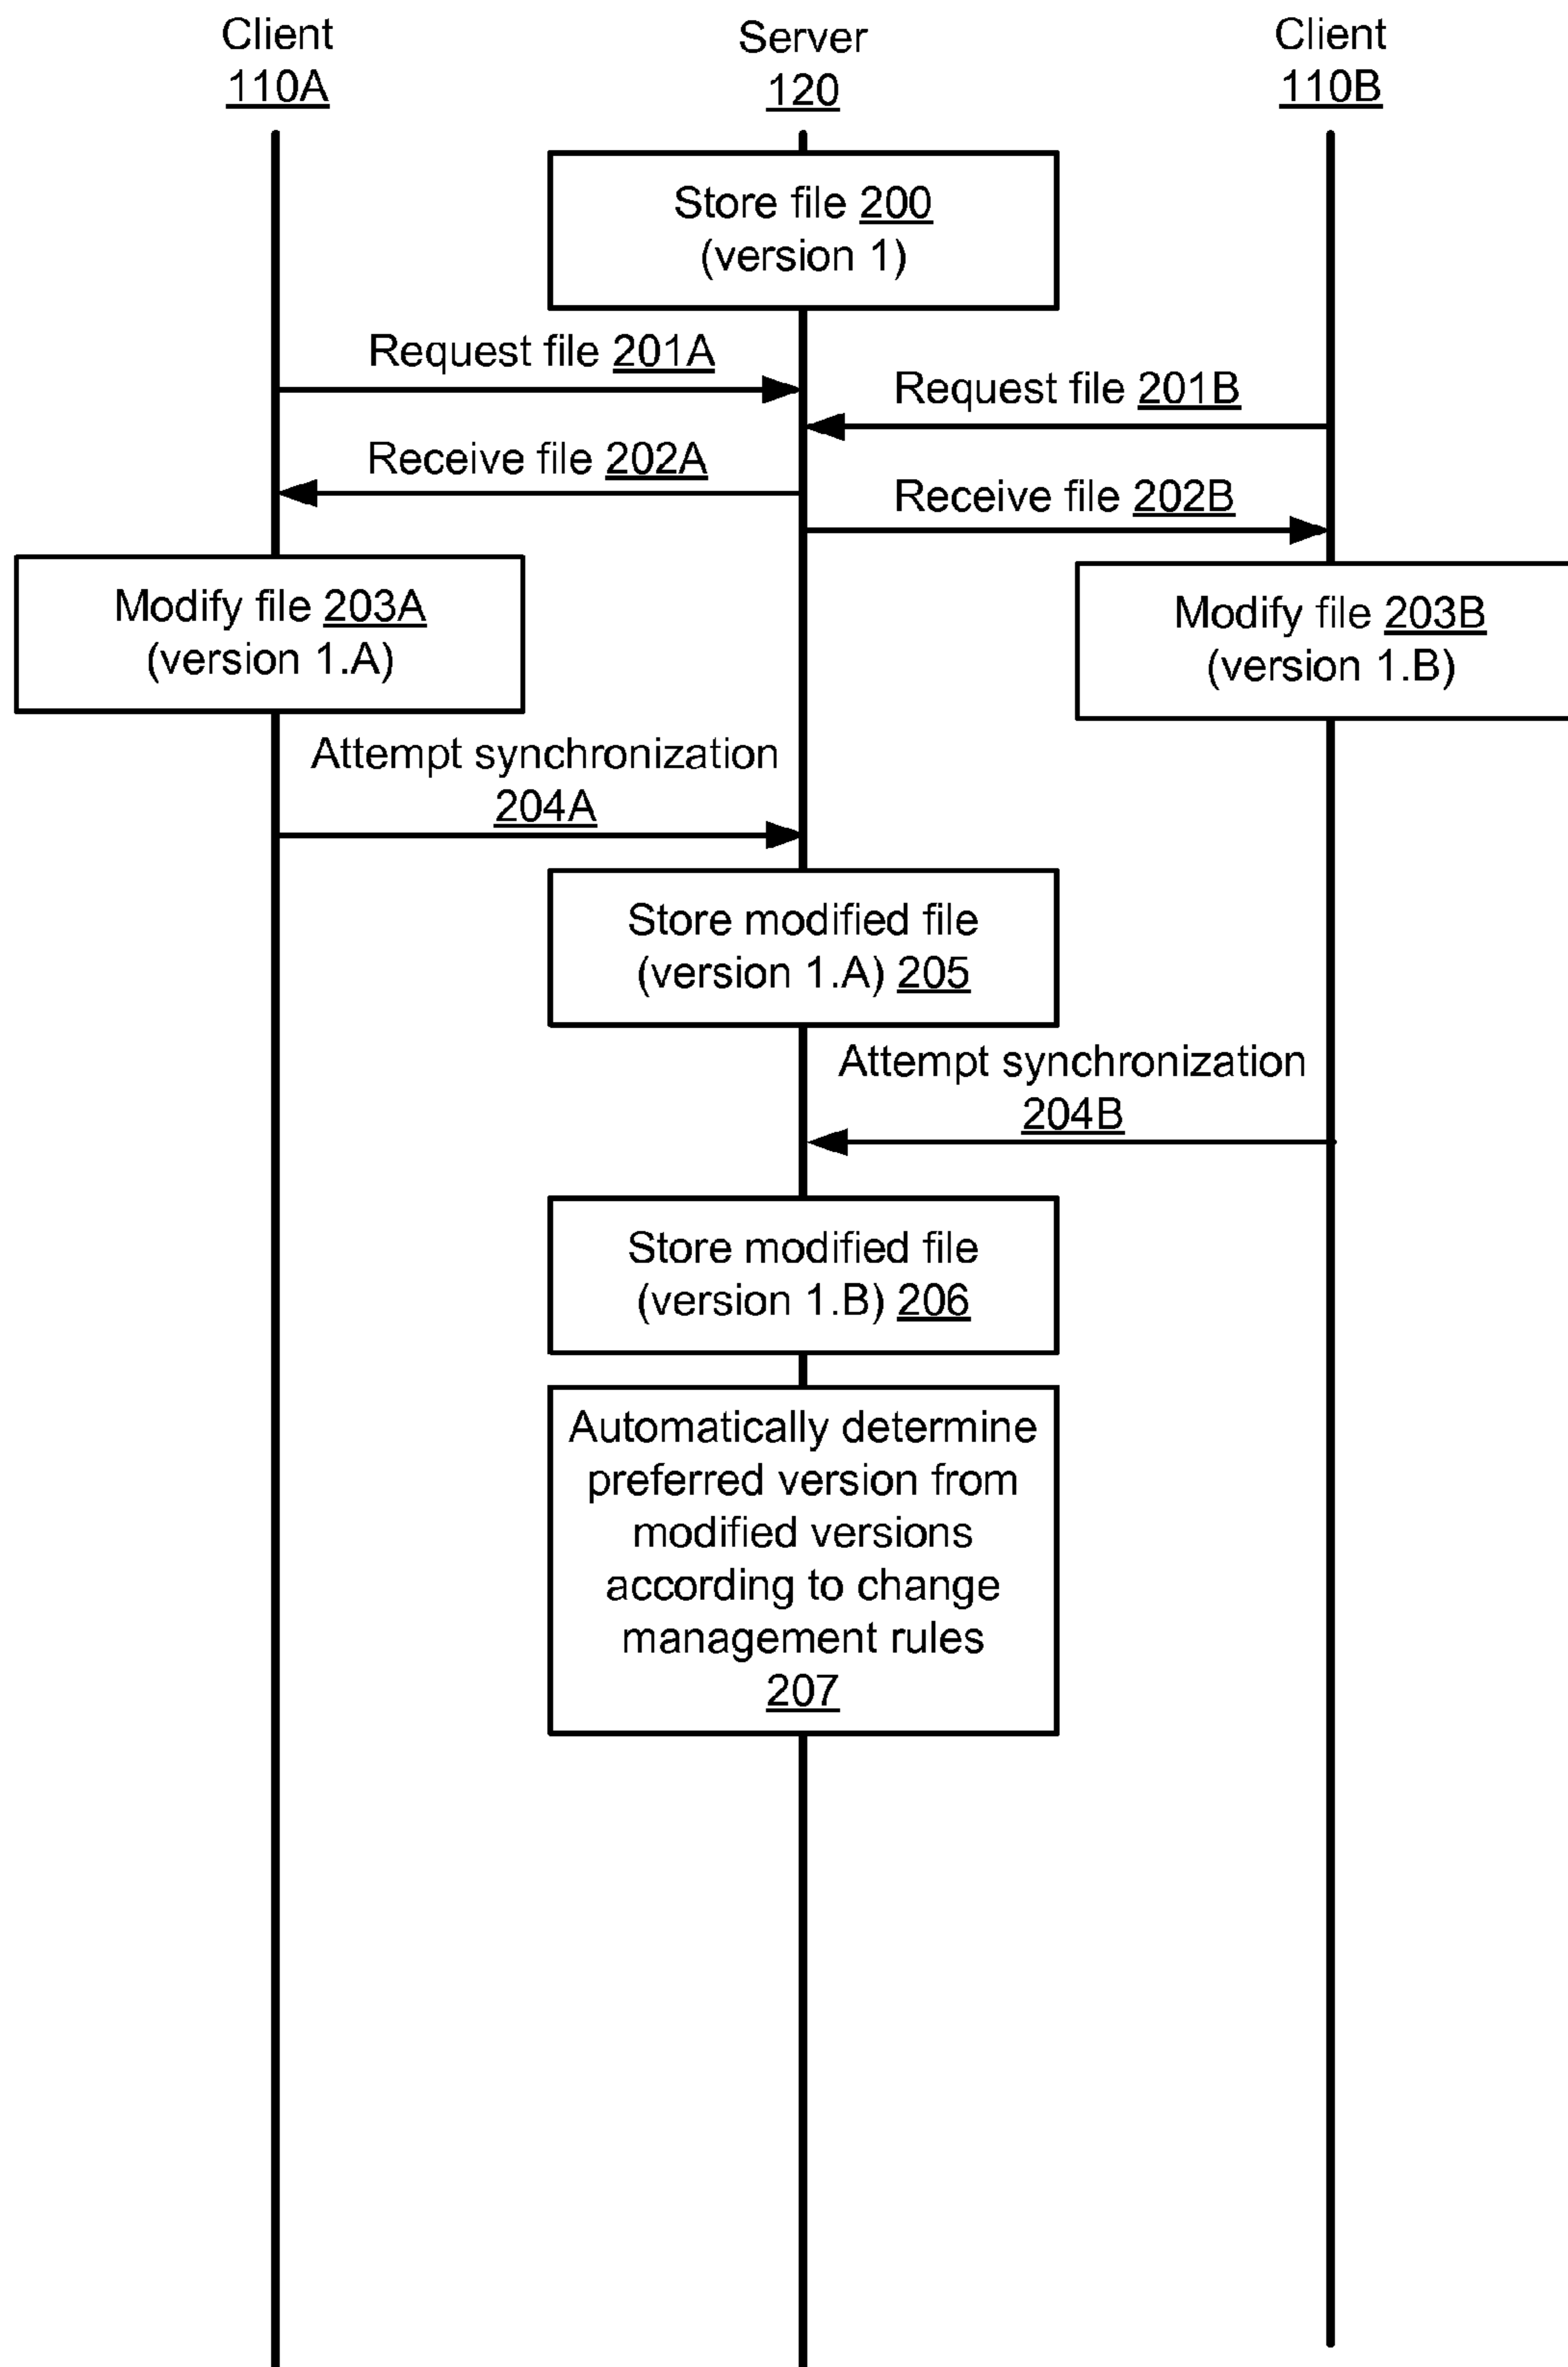 Client
110A
Server
120
Client
110B
Store file 200
(version 1)
Request file 201A
Request file 201B
Receive file 202A
Receive file 202B
Modify file 203A
(version 1.A)
Modify file 203B
(version 1.B)
Attempt synchronization
204A
Store modified file
(version 1.A) 205
Attempt synchronization
204B
Store modified file
(version 1.B) 206
Automatically determine
preferred version from
modified versions
according to change
management rules
207